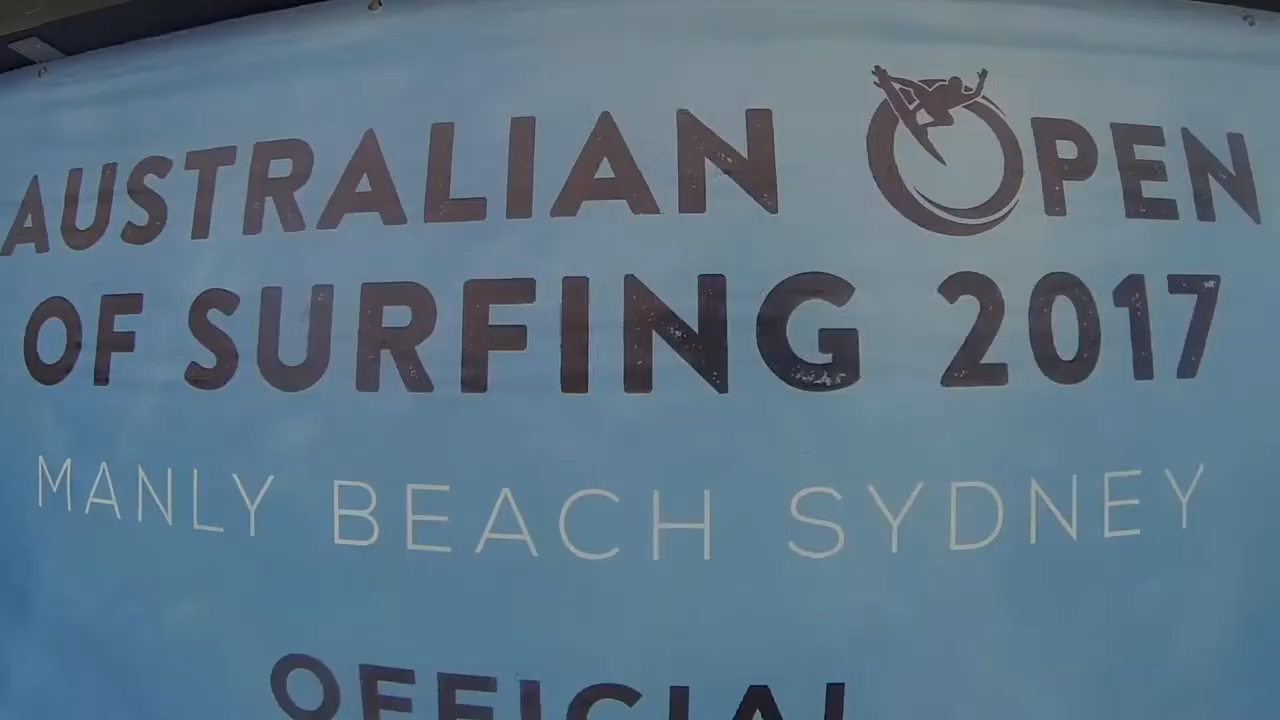 AUSTRALIAN OPEN
OF SURFING 2017
MANLY BEACH SYDNEY
OFFICIAL